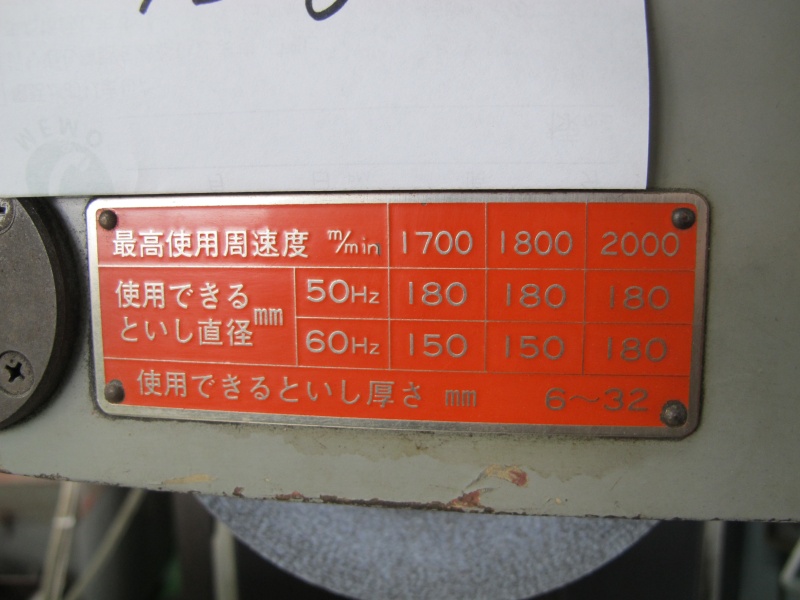 MEMO
最高使用周速度 m/min 1700 1800 2000
使用できるといし直径 mm 50Hz 180 180 180
60Hz 150 150 180
使用できるといし厚さ mm 6〜32